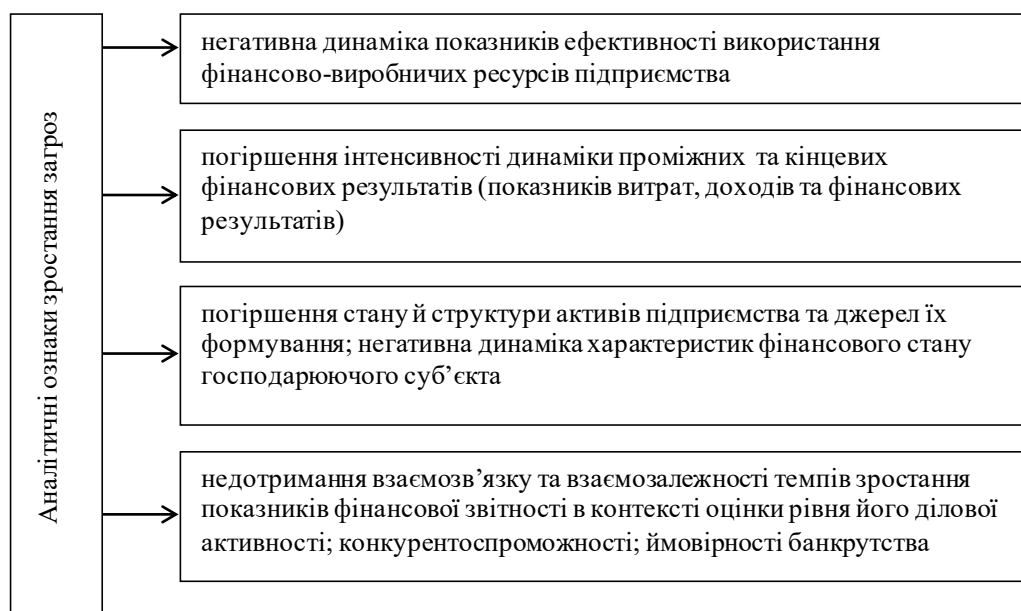 Аналітичні ознаки зростання загроз
негативна динаміка показників ефективності використання
фінансово-виробничих ресурсів підприємства
погіршення інтенсивності динаміки проміжних та кінцевих
фінансових результатів (показників витрат, доходів та фінансових
результатів)
погіршення стану й структури активів підприємства та джерел їх
формування; негативна динаміка характеристик фінансового стану
господарюючого суб’єкта
недотримання взаємозв’язку та взаємозалежності темпів зростання
показників фінансової звітності в контексті оцінки рівня його ділової
активності; конкурентоспроможності; ймовірності банкрутства